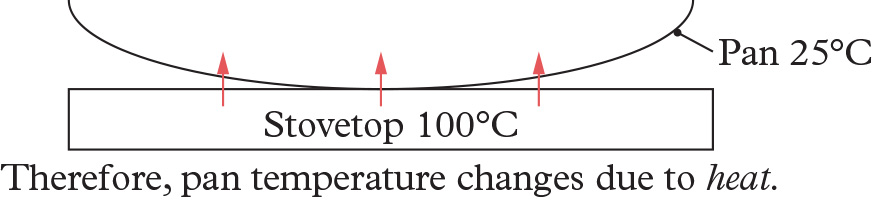 Pan 25°C
Stovetop 100°C
Therefore, pan temperature changes due to heat.